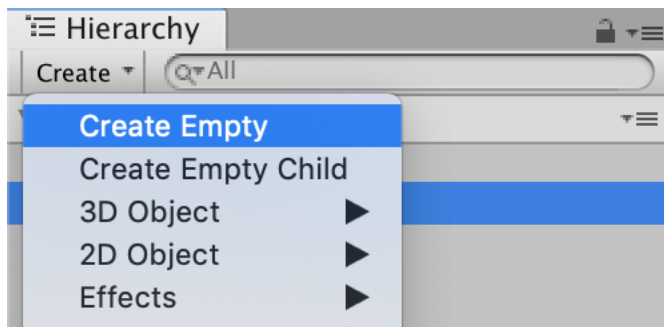 Hierarchy
Create
All
Create Empty
Create Empty Child
3D Object
2D Object
Effects